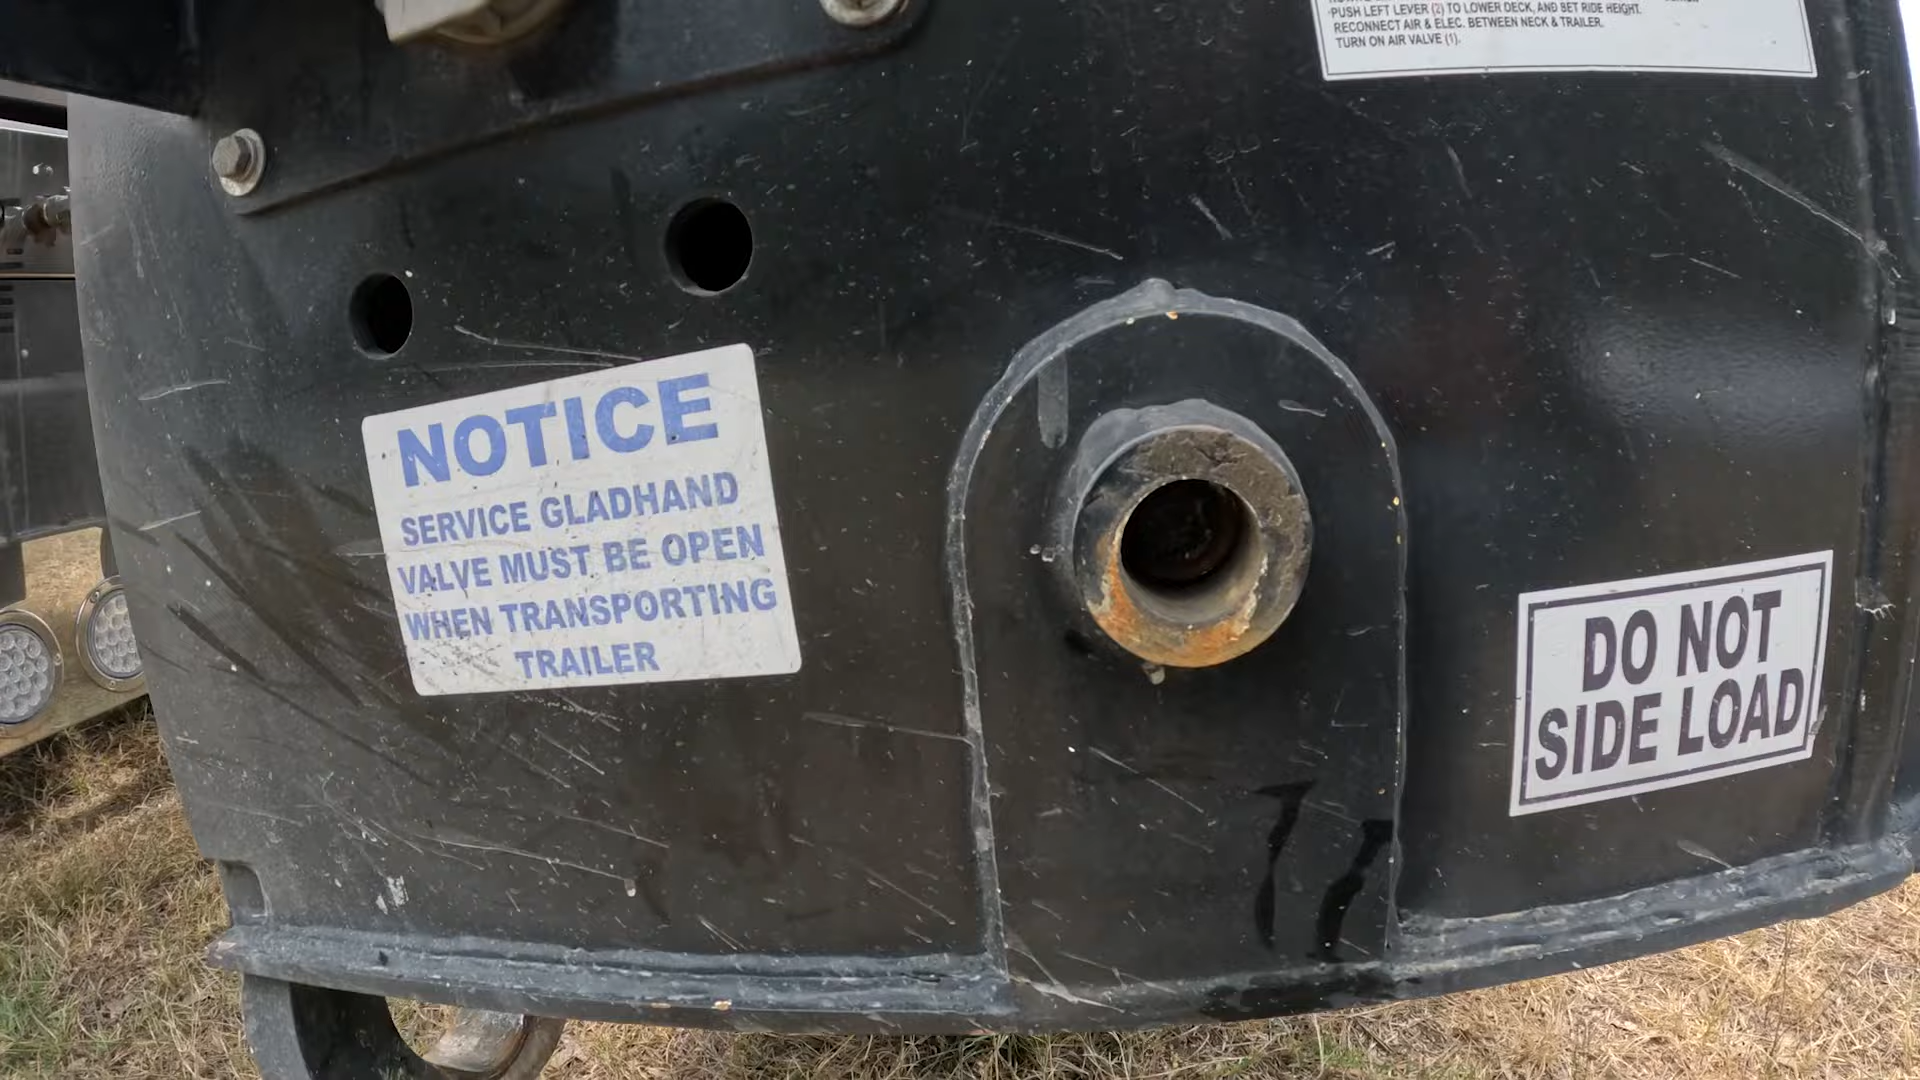 PUSH LEFT LEVER (2) TO LOWER DECK, AND SET RIDE HEIGHT.
RECONNECT AIR & ELEC. BETWEEN NECK & TRAILER.
TURN ON AIR VALVE (1).
NOTICE
SERVICE GLADHAND
VALVE MUST BE OPEN
WHEN TRANSPORTING
TRAILER
DO NOT
SIDE LOAD